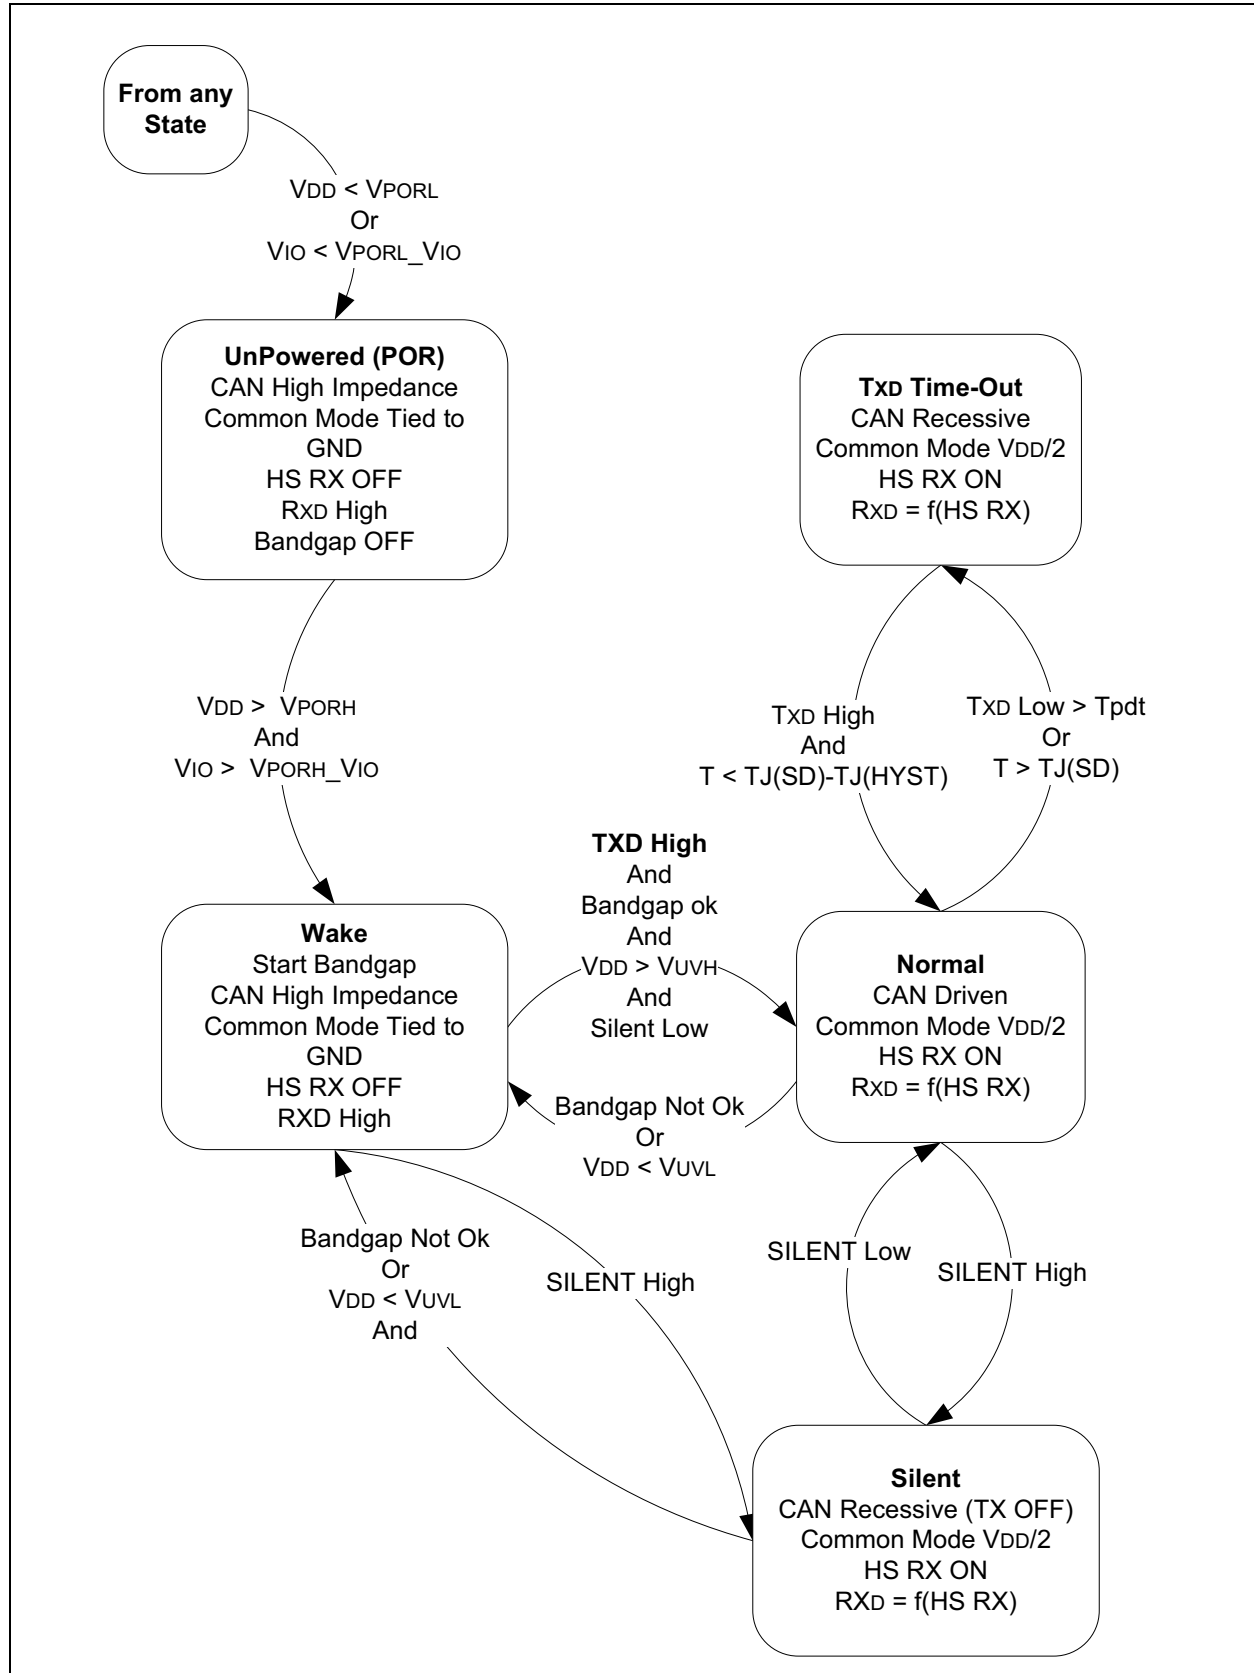 From any
State
VDD < VPORL
Or
VIO < VPORL_VIO
UnPowered (POR)
CAN High Impedance
Common Mode Tied to
GND
HS RX OFF
RXD High
Bandgap OFF
TXD Time-Out
CAN Recessive
Common Mode VDD/2
HS RX ON
RXD = f(HS RX)
VDD > VPORH
And
VIO > VPORH_VIO
TXD High
And
T < TJ(SD)-TJ(HYST)
TXD Low > Tpdt
Or
T > TJ(SD)
TXD High
And
Bandgap ok
And
VDD > VUVH
And
Silent Low
Wake
Start Bandgap
CAN High Impedance
Common Mode Tied to
GND
HS RX OFF
RXD High
Normal
CAN Driven
Common Mode VDD/2
HS RX ON
RXD = f(HS RX)
Bandgap Not Ok
Or
VDD < VUVL
Bandgap Not Ok
Or
VDD < VUVL
And
SILENT High
SILENT Low
SILENT High
Silent
CAN Recessive (TX OFF)
Common Mode VDD/2
HS RX ON
RXD = f(HS RX)